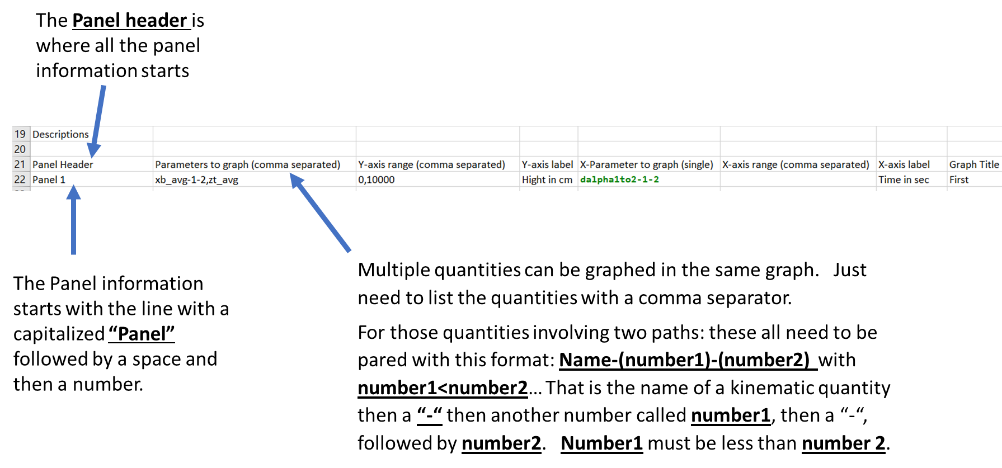 The Panel header is
where all the panel
information starts
19 Descriptions
20
21 Panel Header Parameters to graph (comma separated) Y-axis range (comma separated) Y-axis label X-Parameter to graph (single) X-axis range (comma separated) X-axis label Graph Title
22 Panel 1 xb_avg-1-2,zt_avg 0,10000 Hight in cm dalpha1to2-1-2 Time in sec First
The Panel information
starts with the line with a
capitalized “Panel”
followed by a space and
then a number.
Multiple quantities can be graphed in the same graph. Just
need to list the quantities with a comma separator.
For those quantities involving two paths: these all need to be
pared with this format: Name-(number1)-(number2) with
number1<number2… That is the name of a kinematic quantity
then a “-“ then another number called number1, then a “-“,
followed by number2. Number1 must be less than number 2.